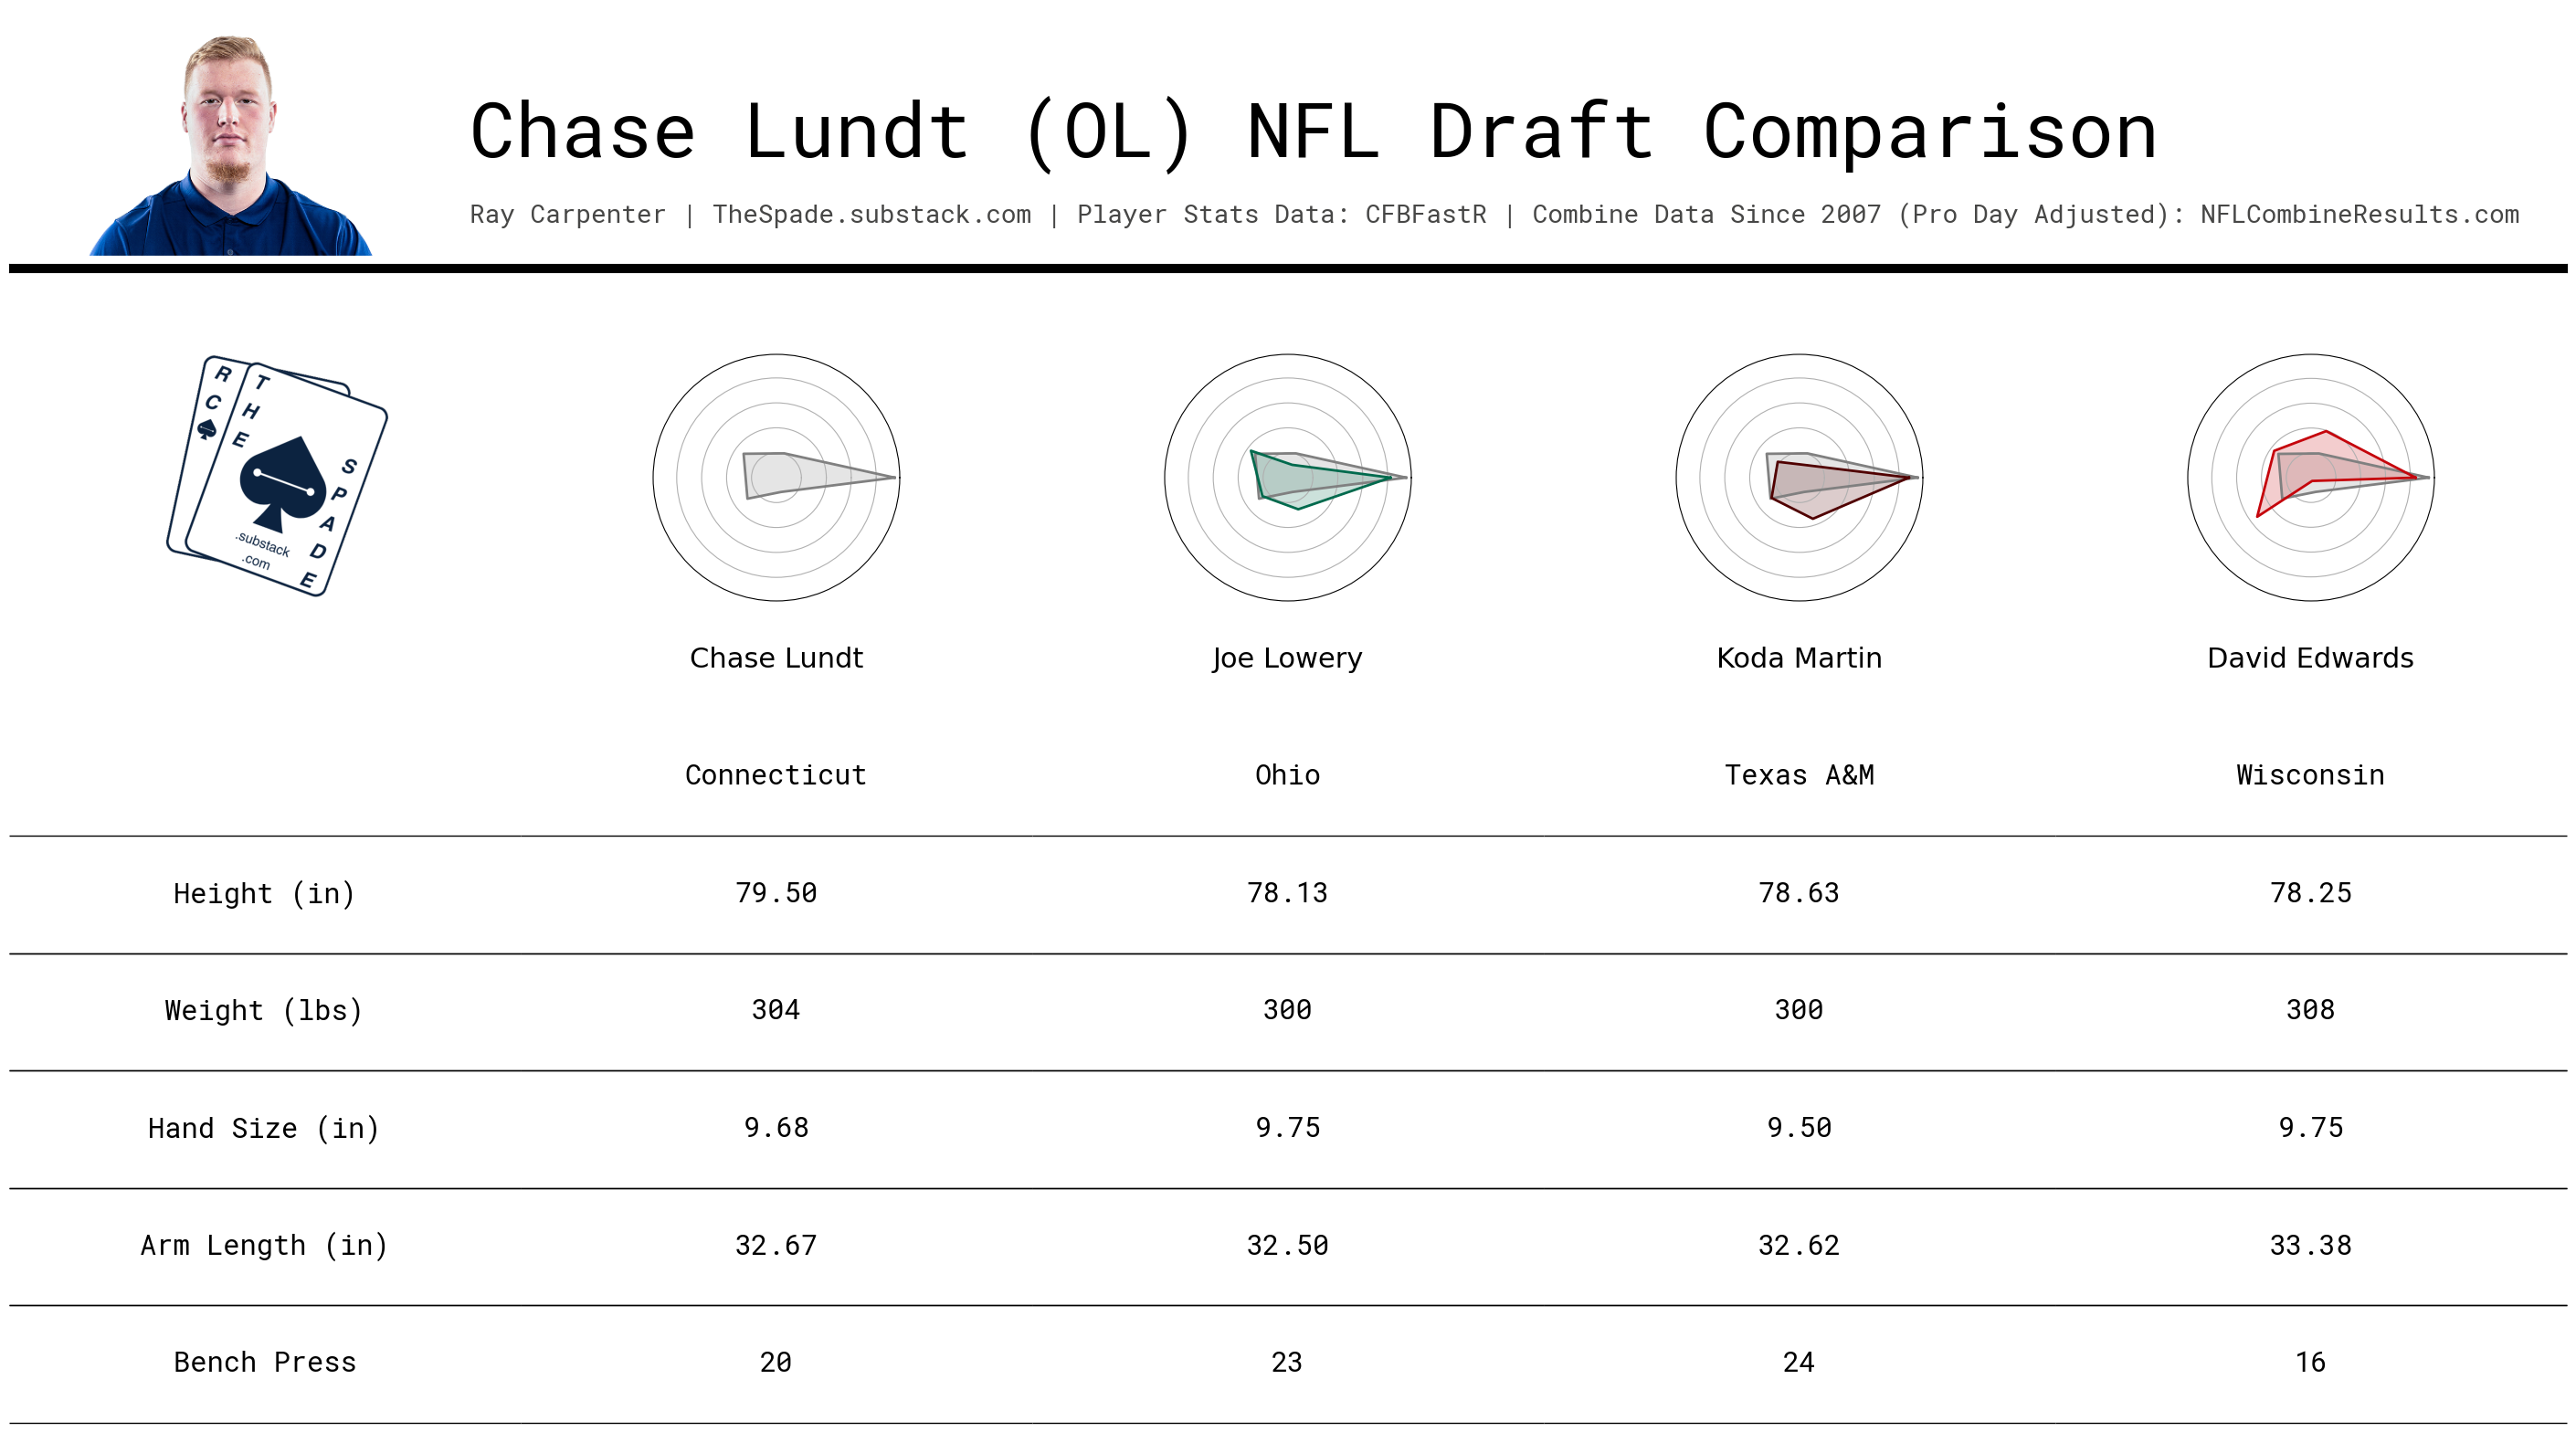 Chase Lundt (OL) NFL Draft Comparison
Ray Carpenter | TheSpade.substack.com | Player Stats Data: CFBFastR | Combine Data Since 2007 (Pro Day Adjusted): NFLCombineResults.com
R C
T H E
S P A D E
.substack
.com
Chase Lundt Joe Lowery Koda Martin David Edwards
Connecticut Ohio Texas A&M Wisconsin
Height (in) 79.50 78.13 78.63 78.25
Weight (lbs) 304 300 300 308
Hand Size (in) 9.68 9.75 9.50 9.75
Arm Length (in) 32.67 32.50 32.62 33.38
Bench Press 20 23 24 16